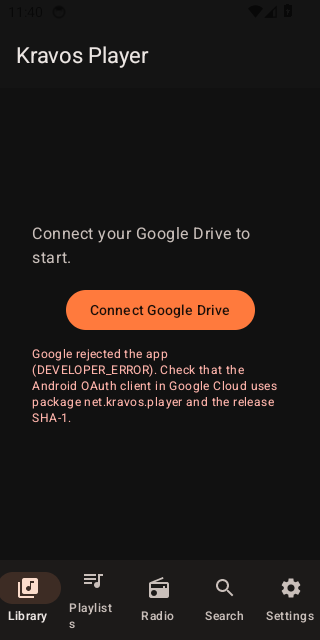 11:40
Kravos Player
Connect your Google Drive to
start.
Connect Google Drive
Google rejected the app
(DEVELOPER_ERROR). Check that the
Android OAuth client in Google Cloud uses
package net.kravos.player and the release
SHA-1.
Library
Playlist
s
Radio
Search
Settings